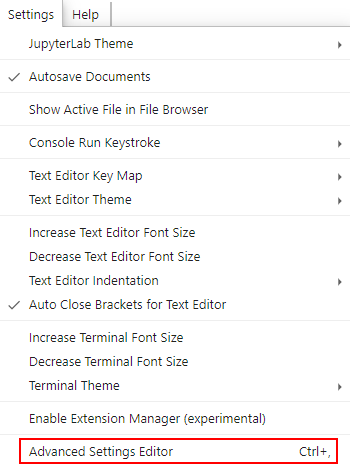 Settings Help
JupyterLab Theme
Autosave Documents
Show Active File in File Browser
Console Run Keystroke
Text Editor Key Map
Text Editor Theme
Increase Text Editor Font Size
Decrease Text Editor Font Size
Text Editor Indentation
Auto Close Brackets for Text Editor
Increase Terminal Font Size
Decrease Terminal Font Size
Terminal Theme
Enable Extension Manager (experimental)
Advanced Settings Editor Ctrl+,